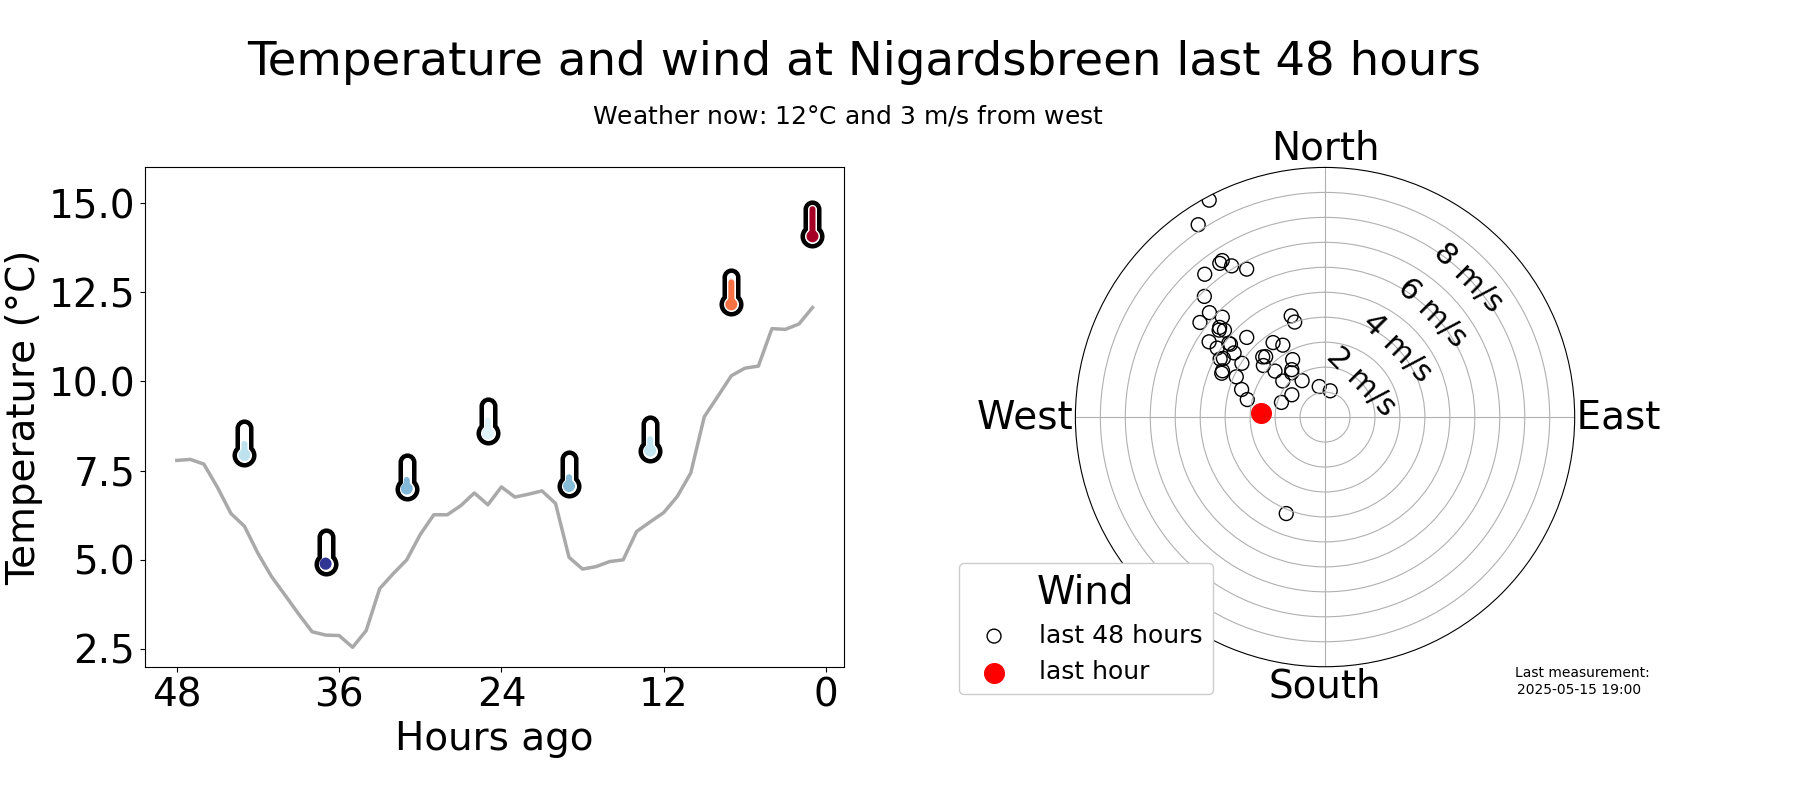 Temperature and wind at Nigardsbreen last 48 hours
Weather now: 12°C and 3 m/s from west
Temperature (°C)
15.0
12.5
10.0
7.5
5.0
2.5
48 36 24 12 0
Hours ago
North
West
East
South
8 m/s
6 m/s
4 m/s
2 m/s
Wind
last 48 hours
last hour
Last measurement:
2025-05-15 19:00